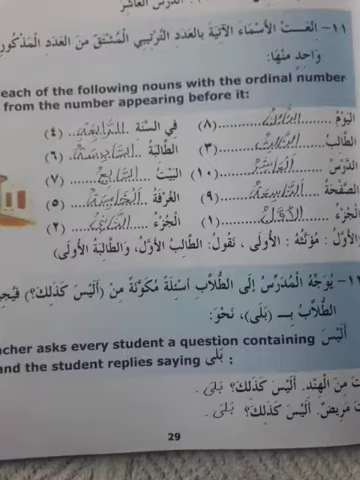 الدرس العاشر
١١- انعت الأسماء الآتية بالعدد الترتيبي المشتق من العدد المذكور
واحد منها:
each of the following nouns with the ordinal number
from the number appearing before it:
(٨) اليوم الثامن (٤) في السنة الرابعة
(٣) الطالب الثالث (٦) الطالبة السادسة
(١٠) الدرس العاشر (٧) البيت السابع
(٩) الصفحة التاسعة (٥) الغرفة الخامسة
(١) الجزء الأول (٢) الجزء الثاني
(الأول: مؤنثه: الأولى، نقول: الطالب الأول، والطالبة الأولى)
يوجه المدرس إلى الطلاب أسئلة مكونة من (أليس كذلك؟)
الطلاب بـ (بلى)، نحو:
acher asks every student a question containing أليس
and the student replies saying بلى :
ت من الهند. أليس كذلك؟ بلى.
ت مريض. أليس كذلك؟ بلى.
29